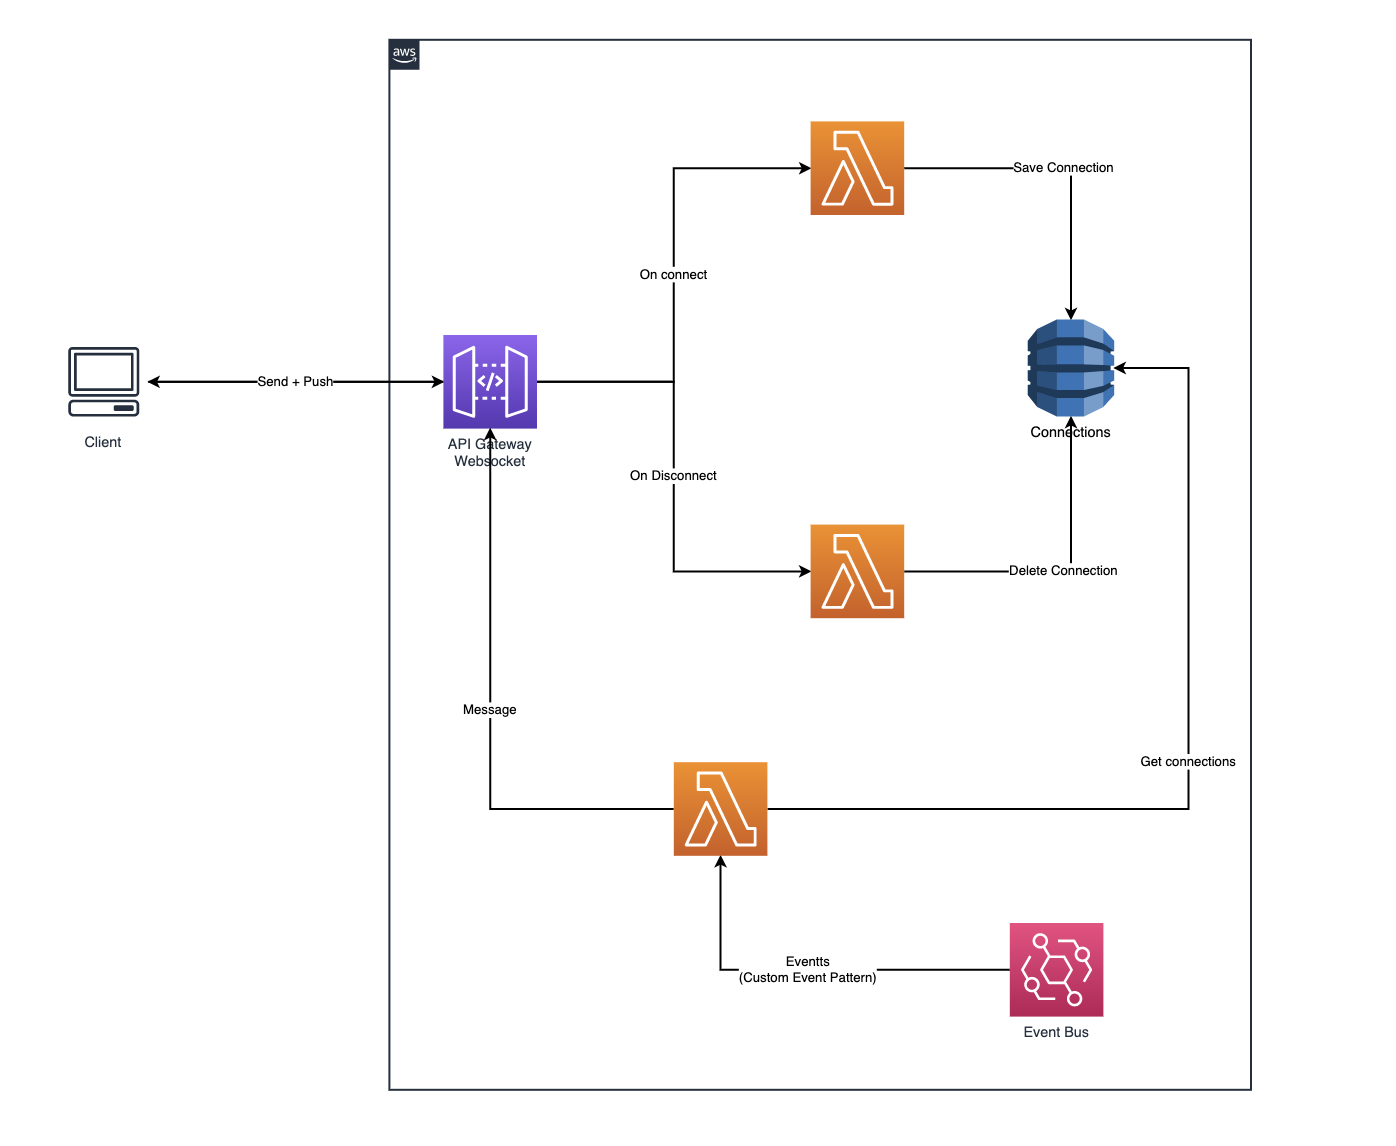 aws
Save Connection
On connect
Send + Push
Client
API Gateway
Websocket
Connections
On Disconnect
Delete Connection
Message
Get connections
Eventts
(Custom Event Pattern)
Event Bus